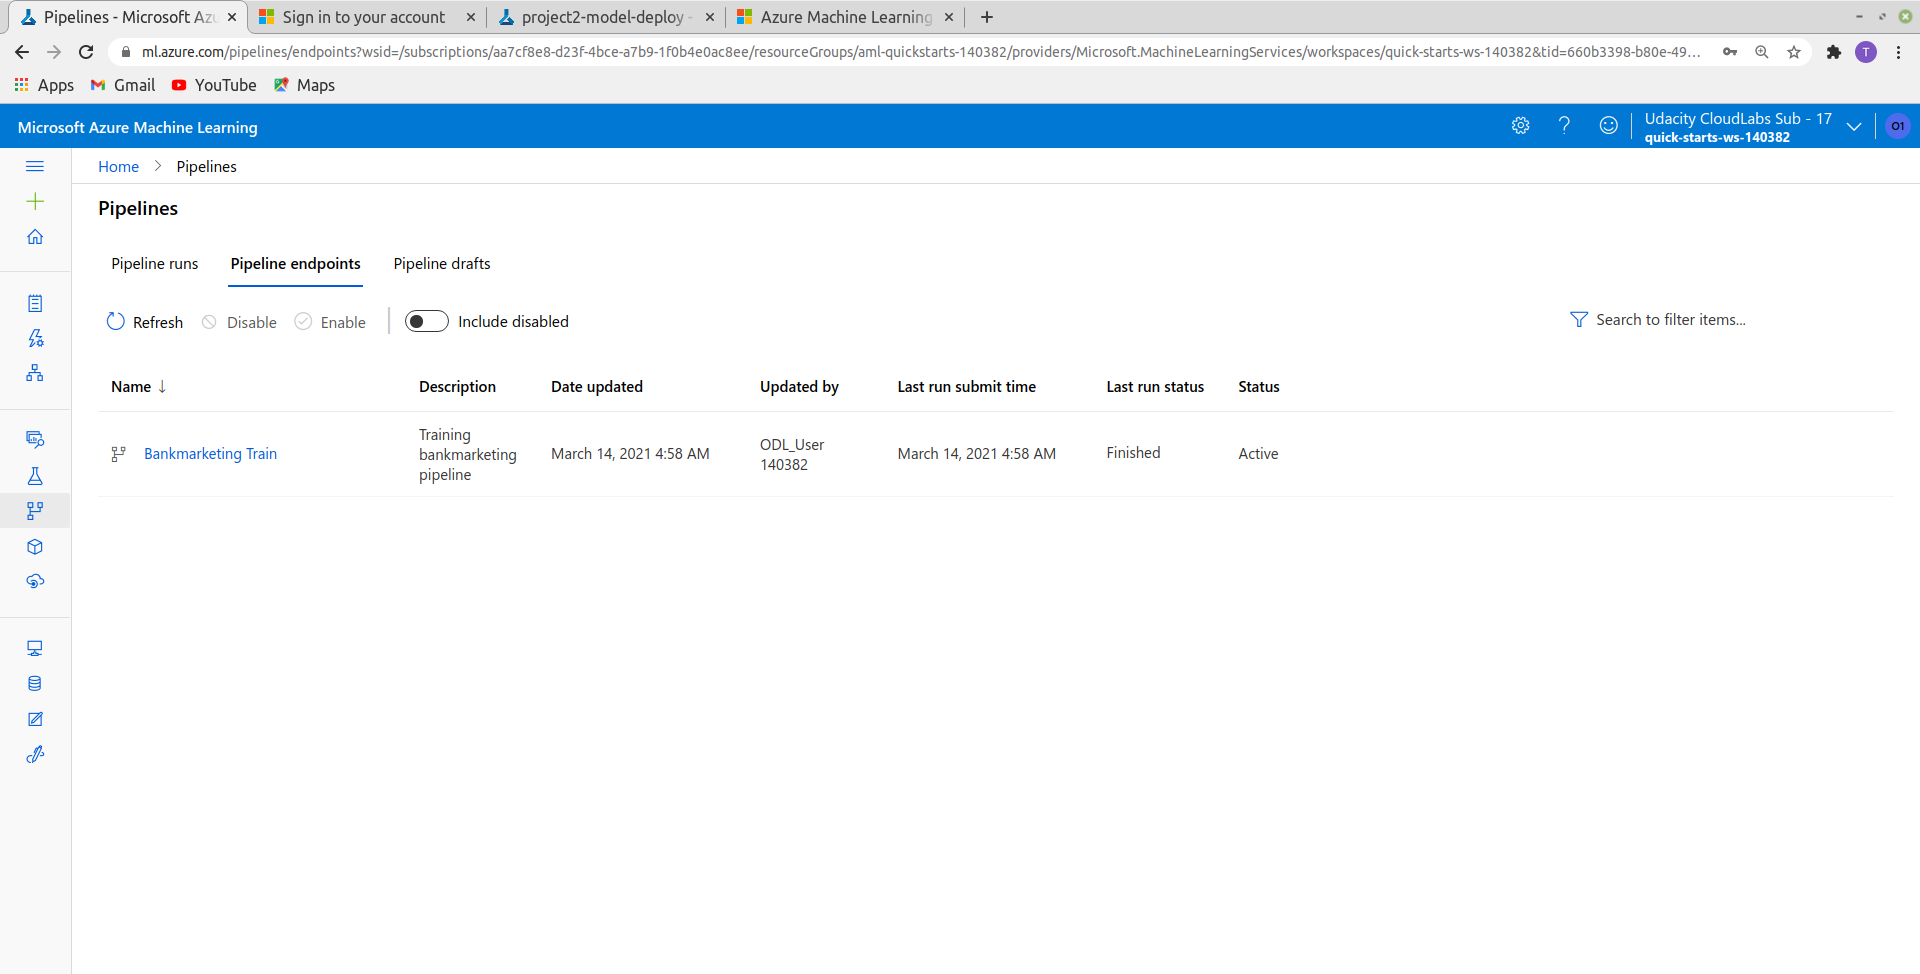 Pipelines - Microsoft Azu
Sign in to your account
project2-model-deploy -
Azure Machine Learning
ml.azure.com/pipelines/endpoints?wsid=/subscriptions/aa7cf8e8-d23f-4bce-a7b9-1f0b4e0ac8ee/resourceGroups/aml-quickstarts-140382/providers/Microsoft.MachineLearningServices/workspaces/quick-starts-ws-140382&tid=660b3398-b80e-49...
T
Apps Gmail YouTube Maps
Microsoft Azure Machine Learning
Udacity CloudLabs Sub - 17
quick-starts-ws-140382
O1
Home > Pipelines
Pipelines
Pipeline runs Pipeline endpoints Pipeline drafts
Refresh Disable Enable Include disabled Search to filter items...
Name ↓ Description Date updated Updated by Last run submit time Last run status Status
Bankmarketing Train
Training
bankmarketing
pipeline
March 14, 2021 4:58 AM
ODL_User
140382
March 14, 2021 4:58 AM
Finished
Active